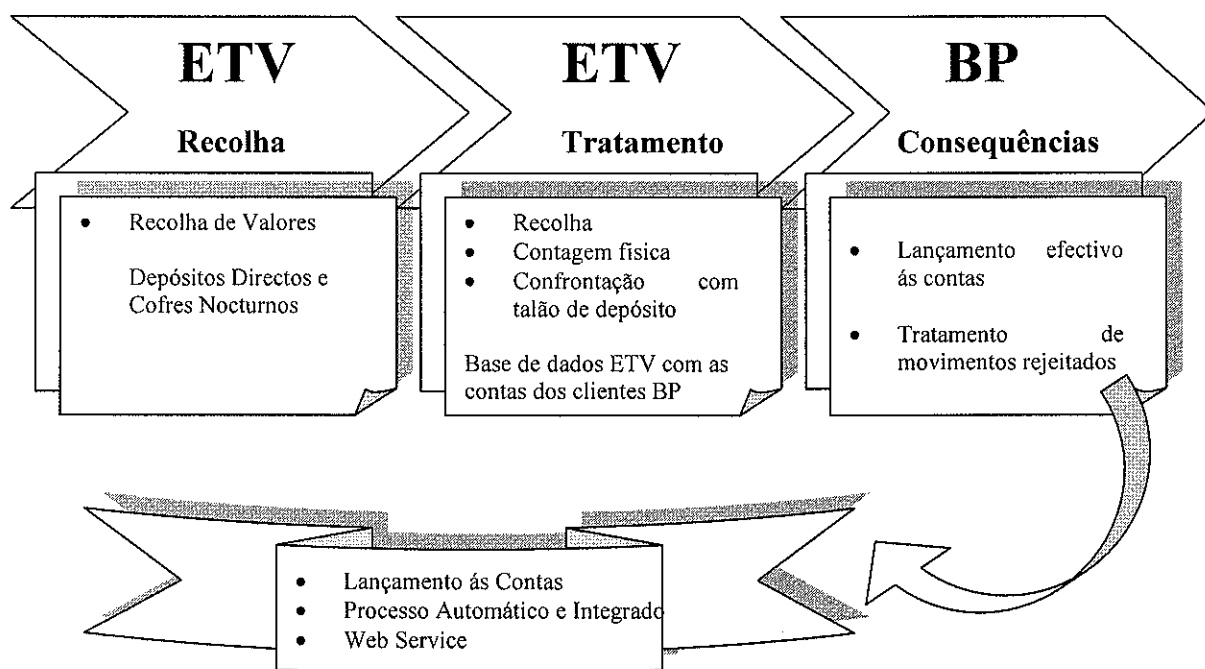 ETV
Recolha
• Recolha de Valores
Depósitos Directos e
Cofres Nocturnos
ETV
Tratamento
• Recolha
• Contagem física
• Confrontação com
talão de depósito
Base de dados ETV com as
contas dos clientes BP
BP
Consequências
• Lançamento efectivo
ás contas
• Tratamento de
movimentos rejeitados
• Lançamento ás Contas
• Processo Automático e Integrado
• Web Service